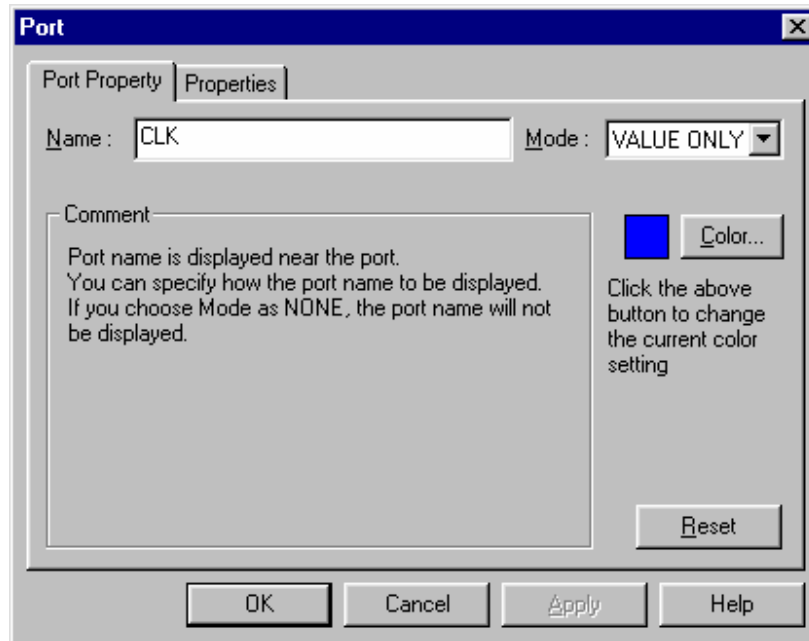 Port
Port Property
Properties
Name :
CLK
Mode :
VALUE ONLY
Comment
Port name is displayed near the port.
You can specify how the port name to be displayed.
If you choose Mode as NONE, the port name will not
be displayed.
Color...
Click the above
button to change
the current color
setting
Reset
OK
Cancel
Apply
Help